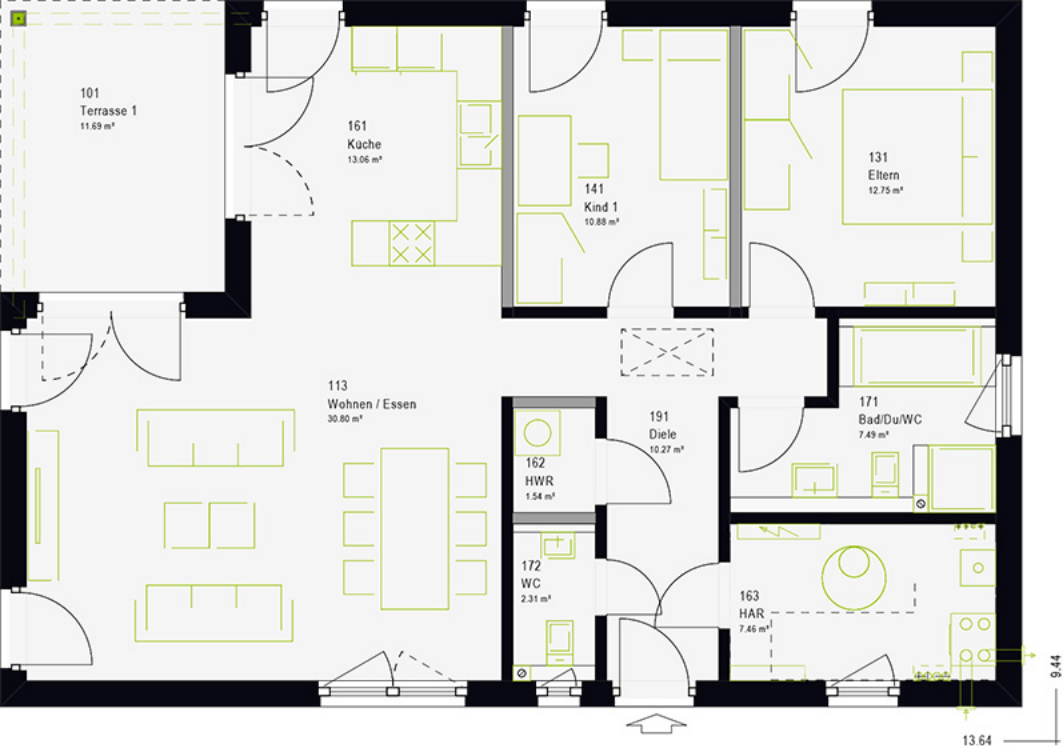 101
Terrasse 1
11.69 m²
161
Küche
13.06 m²
141
Kind 1
10.88 m²
131
Eltern
12.75 m²
113
Wohnen / Essen
30.80 m²
191
Diele
10.27 m²
171
Bad/Du/WC
7.49 m²
162
HWR
1.54 m²
172
WC
2.31 m²
163
HAR
7.46 m²
9.44
13.64